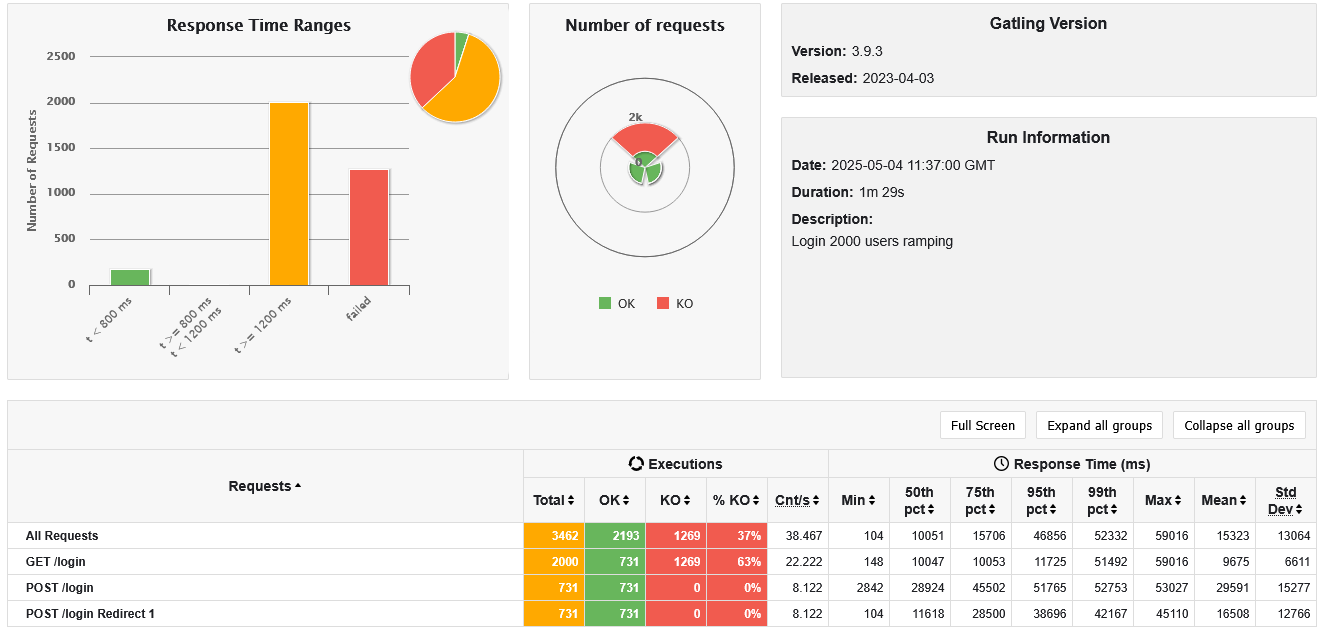 Response Time Ranges
2500
2000
1500
1000
500
0
Number of Requests
t < 800 ms
t >= 800 ms
t < 1200 ms
t >= 1200 ms
failed
Number of requests
2k
0
OK
KO
Gatling Version
Version: 3.9.3
Released: 2023-04-03
Run Information
Date: 2025-05-04 11:37:00 GMT
Duration: 1m 29s
Description:
Login 2000 users ramping
Full Screen Expand all groups Collapse all groups
Requests Executions Response Time (ms)
Total OK KO % KO Cnt/s Min 50th pct 75th pct 95th pct 99th pct Max Mean Std Dev
All Requests 3462 2193 1269 37% 38.467 104 10051 15706 46856 52332 59016 15323 13064
GET /login 2000 731 1269 63% 22.222 148 10047 10053 11725 51492 59016 9675 6611
POST /login 731 731 0 0% 8.122 2842 28924 45502 51765 52753 53027 29591 15277
POST /login Redirect 1 731 731 0 0% 8.122 104 11618 28500 38696 42167 45110 16508 12766